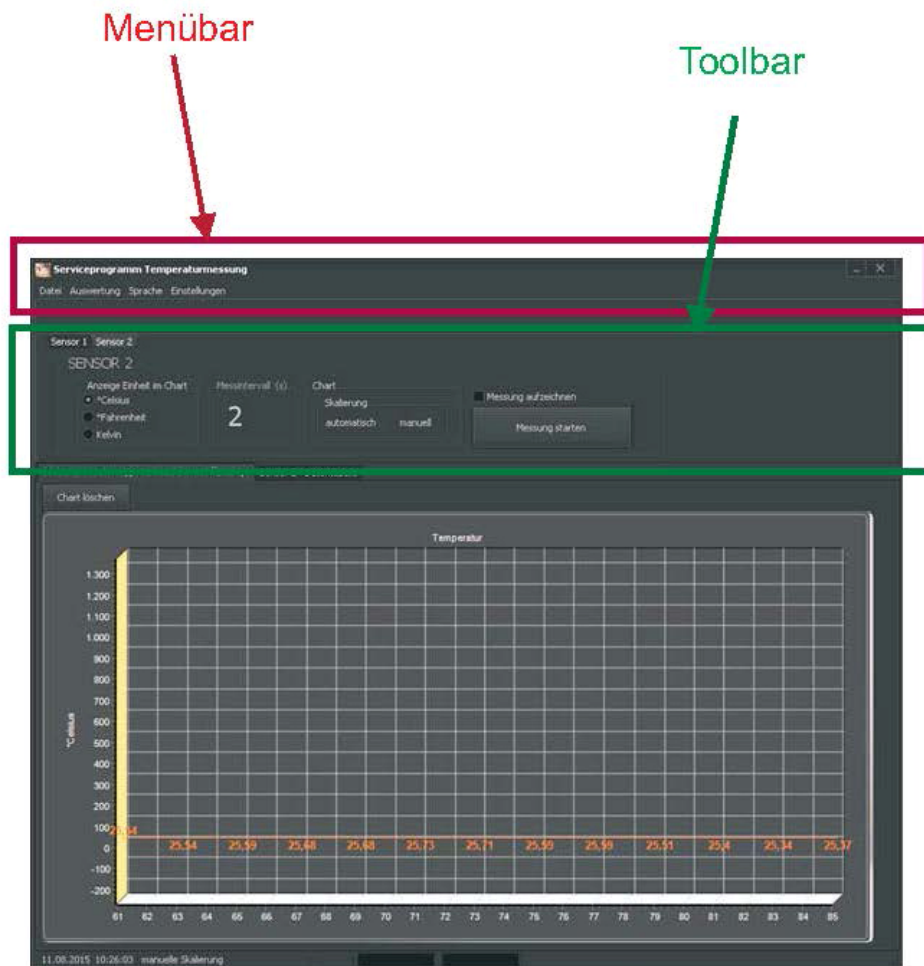 Menübar
Toolbar
Serviceprogramm Temperaturmessung
Datei Auswertung Sprache Einstellungen
Sensor 1 Sensor 2
SENSOR 2
Anzeige Einheit im Chart
°Celsius
°Fahrenheit
Kelvin
Messintervall (s)
2
Chart
Skalierung
automatisch manuell
Messung aufzeichnen
Messung starten
Chart löschen
Temperatur
°Celsius
1.300
1.200
1.100
1.000
900
800
700
600
500
400
300
200
100
0
-100
-200
25,54 25,59 25,68 25,68 25,73 25,71 25,59 25,59 25,51 25,4 25,34 25,37
61 62 63 64 65 66 67 68 69 70 71 72 73 74 75 76 77 78 79 80 81 82 83 84 85
11.08.2015 10:26:03 manuelle Skalierung